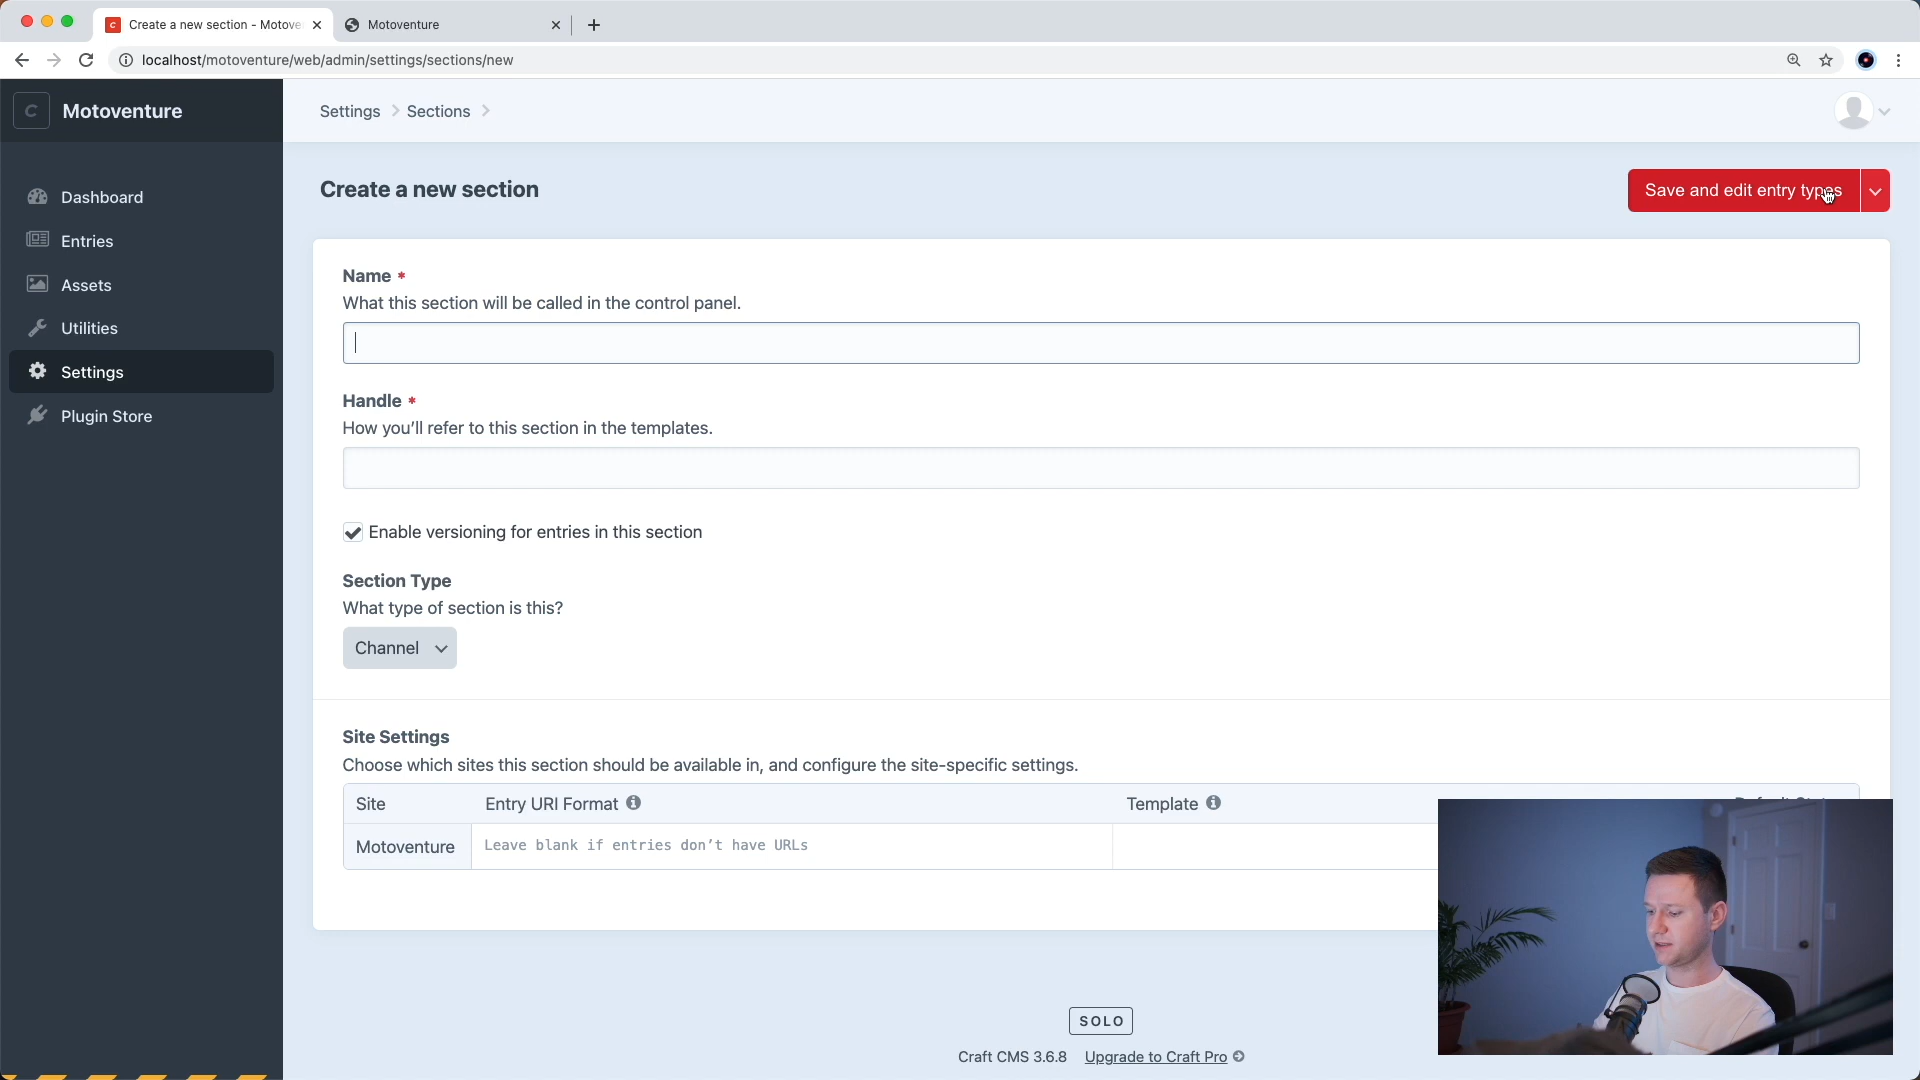 Create a new section - Motove
Motoventure
localhost/motoventure/web/admin/settings/sections/new
C
Motoventure
Settings
Sections
Dashboard
Entries
Assets
Utilities
Settings
Plugin Store
Create a new section
Save and edit entry types
Name *
What this section will be called in the control panel.
Handle *
How you’ll refer to this section in the templates.
Enable versioning for entries in this section
Section Type
What type of section is this?
Channel
Site Settings
Choose which sites this section should be available in, and configure the site-specific settings.
Site
Entry URI Format
Template
Motoventure
Leave blank if entries don’t have URLs
SOLO
Craft CMS 3.6.8
Upgrade to Craft Pro